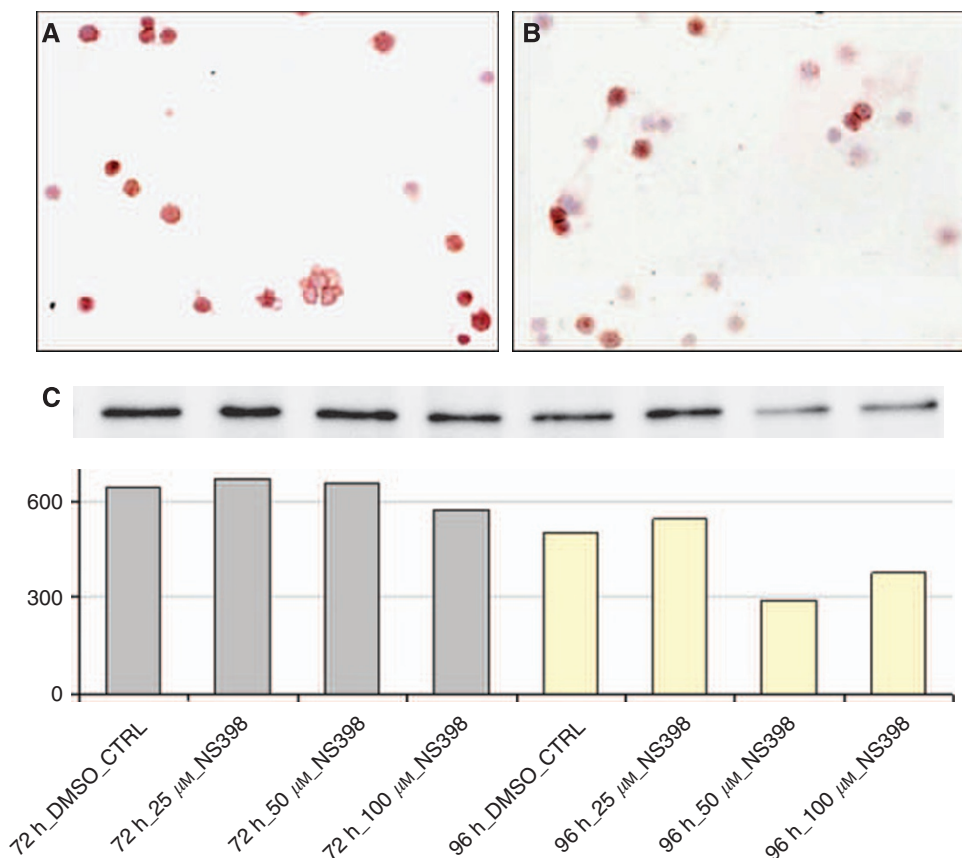 A
B
C
600
300
0
72 h_DMSO_CTRL
72 h_25 μM_NS398
72 h_50 μM_NS398
72 h_100 μM_NS398
96 h_DMSO_CTRL
96 h_25 μM_NS398
96 h_50 μM_NS398
96 h_100 μM_NS398